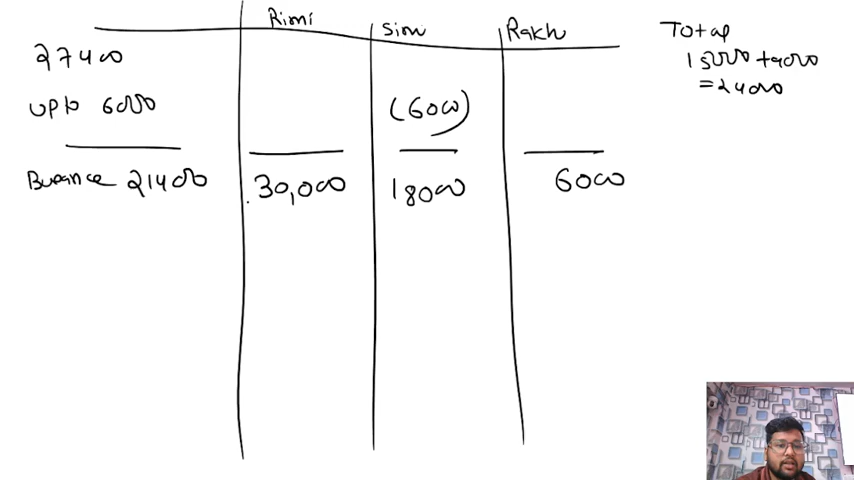 Rimi Simi Rakhi
27400
upto 6000 (6000)
Balance 21400 30,000 18000 6000
Total
15000 + 9000
= 24000